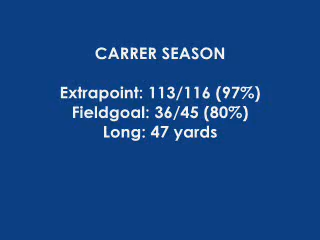 CARRER SEASON
Extrapoint: 113/116 (97%)
Fieldgoal: 36/45 (80%)
Long: 47 yards